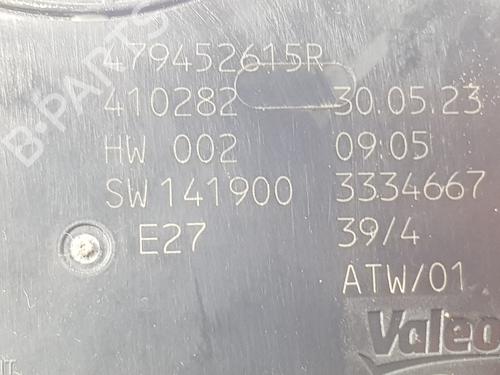 479452615R
410282 30.05.23
HW 002 09:05
SW 141900 3334667
E27 39/4
ATW/01
Valeo
B-PARTS